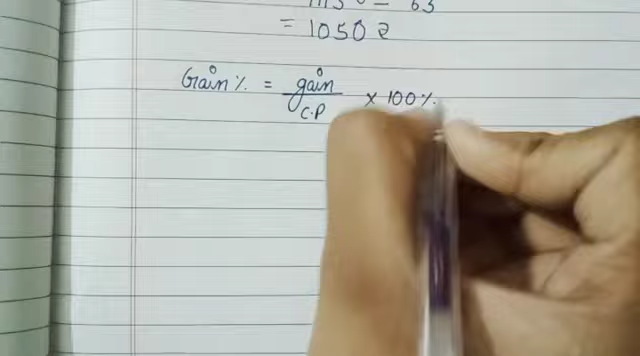 = 1050 ₹
Gain% = gain/C.P × 100%